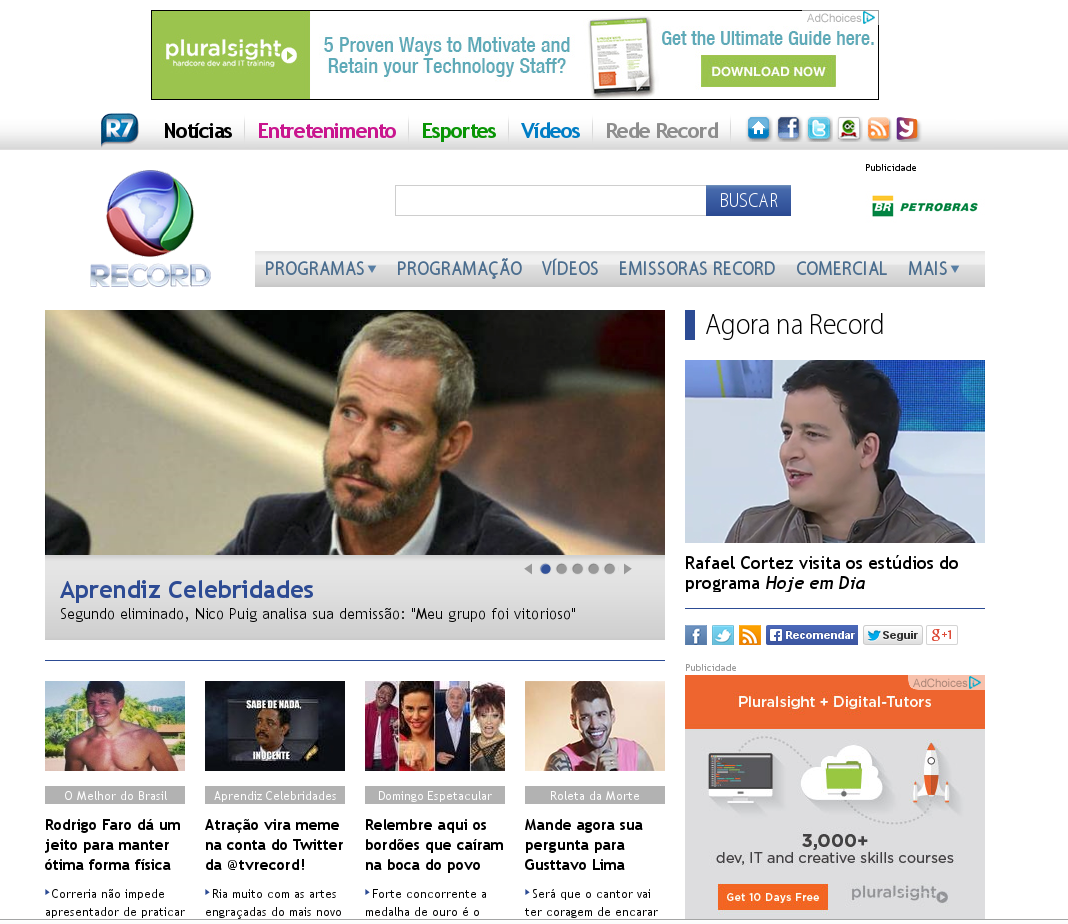 pluralsight
hardcore dev and IT training
5 Proven Ways to Motivate and
Retain your Technology Staff?
AdChoices
Get the Ultimate Guide here.
DOWNLOAD NOW
R7
Notícias
Entretenimento
Esportes
Vídeos
Rede Record
Publicidade
BUSCAR
BR PETROBRAS
RECORD
PROGRAMAS
PROGRAMAÇÃO
VÍDEOS
EMISSORAS RECORD
COMERCIAL
MAIS
Aprendiz Celebridades
Segundo eliminado, Nico Puig analisa sua demissão: "Meu grupo foi vitorioso"
Agora na Record
Rafael Cortez visita os estúdios do
programa Hoje em Dia
Recomendar
Seguir
g+1
Publicidade
AdChoices
Pluralsight + Digital-Tutors
3,000+
dev, IT and creative skills courses
Get 10 Days Free
pluralsight
O Melhor do Brasil
Rodrigo Faro dá um
jeito para manter
ótima forma física
Correria não impede
apresentador de praticar
SABE DE NADA,
INOCENTE
Aprendiz Celebridades
Atração vira meme
na conta do Twitter
da @tvrecord!
Ria muito com as artes
engraçadas do mais novo
Domingo Espetacular
Relembre aqui os
bordões que caíram
na boca do povo
Forte concorrente a
medalha de ouro é o
Roleta da Morte
Mande agora sua
pergunta para
Gusttavo Lima
Será que o cantor vai
ter coragem de encarar